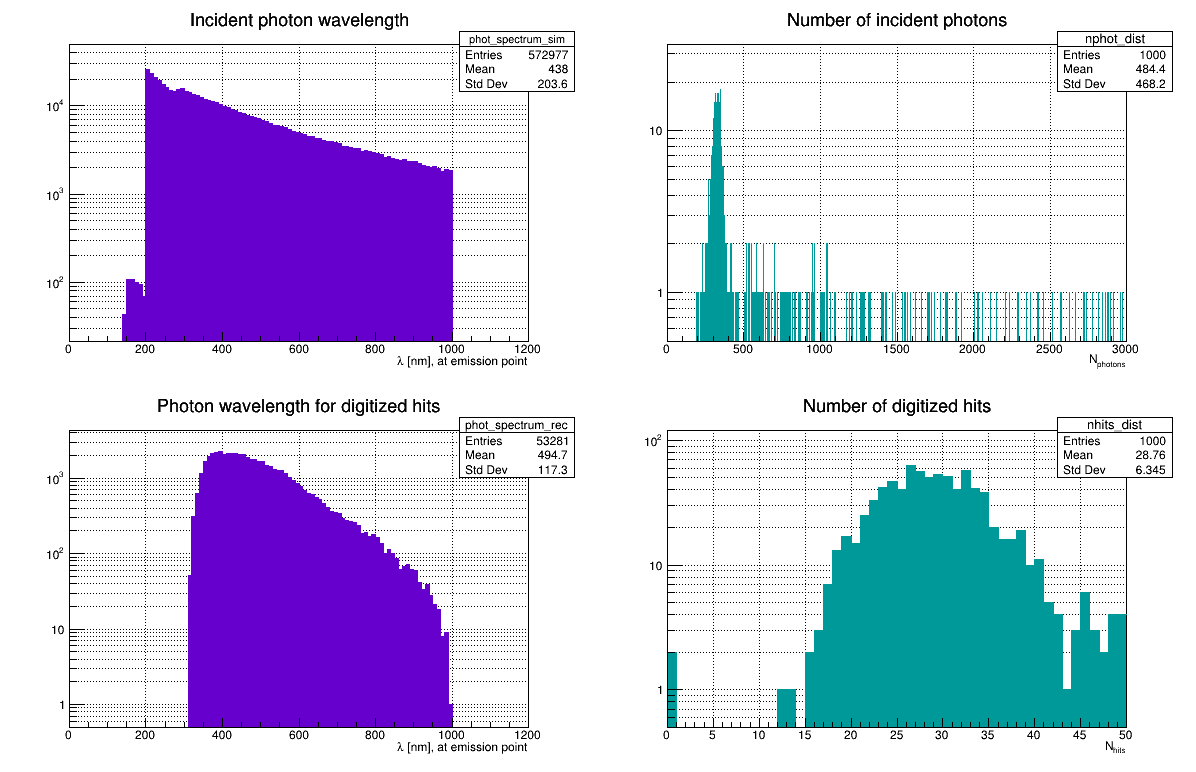 Incident photon wavelength
phot_spectrum_sim
Entries 572977
Mean 438
Std Dev 203.6
10^4
10^3
10^2
0 200 400 600 800 1000 1200
λ [nm], at emission point
Number of incident photons
nphot_dist
Entries 1000
Mean 484.4
Std Dev 468.2
10
1
0 500 1000 1500 2000 2500 3000
N_photons
Photon wavelength for digitized hits
phot_spectrum_rec
Entries 53281
Mean 494.7
Std Dev 117.3
10^3
10^2
10
1
0 200 400 600 800 1000 1200
λ [nm], at emission point
Number of digitized hits
nhits_dist
Entries 1000
Mean 28.76
Std Dev 6.345
10^2
10
1
0 5 10 15 20 25 30 35 40 45 50
N_hits